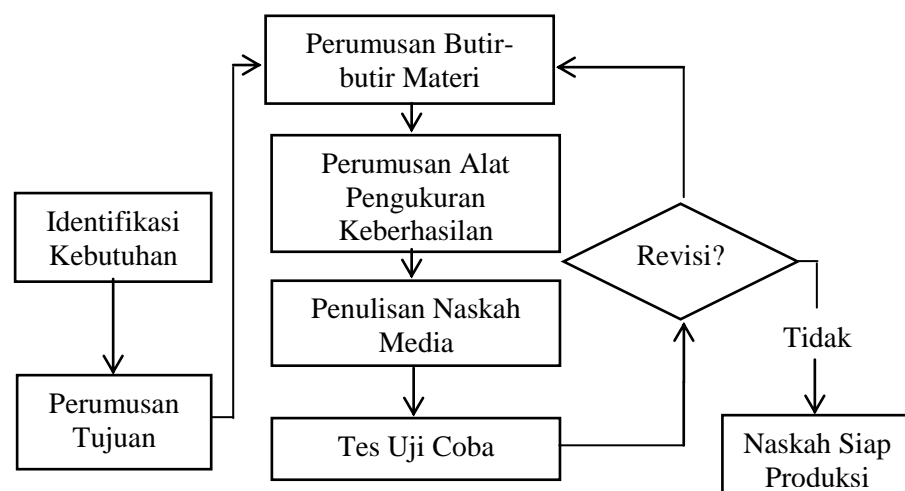 Identifikasi
Kebutuhan
Perumusan
Tujuan
Perumusan Butir-
butir Materi
Perumusan Alat
Pengukuran
Keberhasilan
Penulisan Naskah
Media
Tes Uji Coba
Revisi?
Tidak
Naskah Siap
Produksi